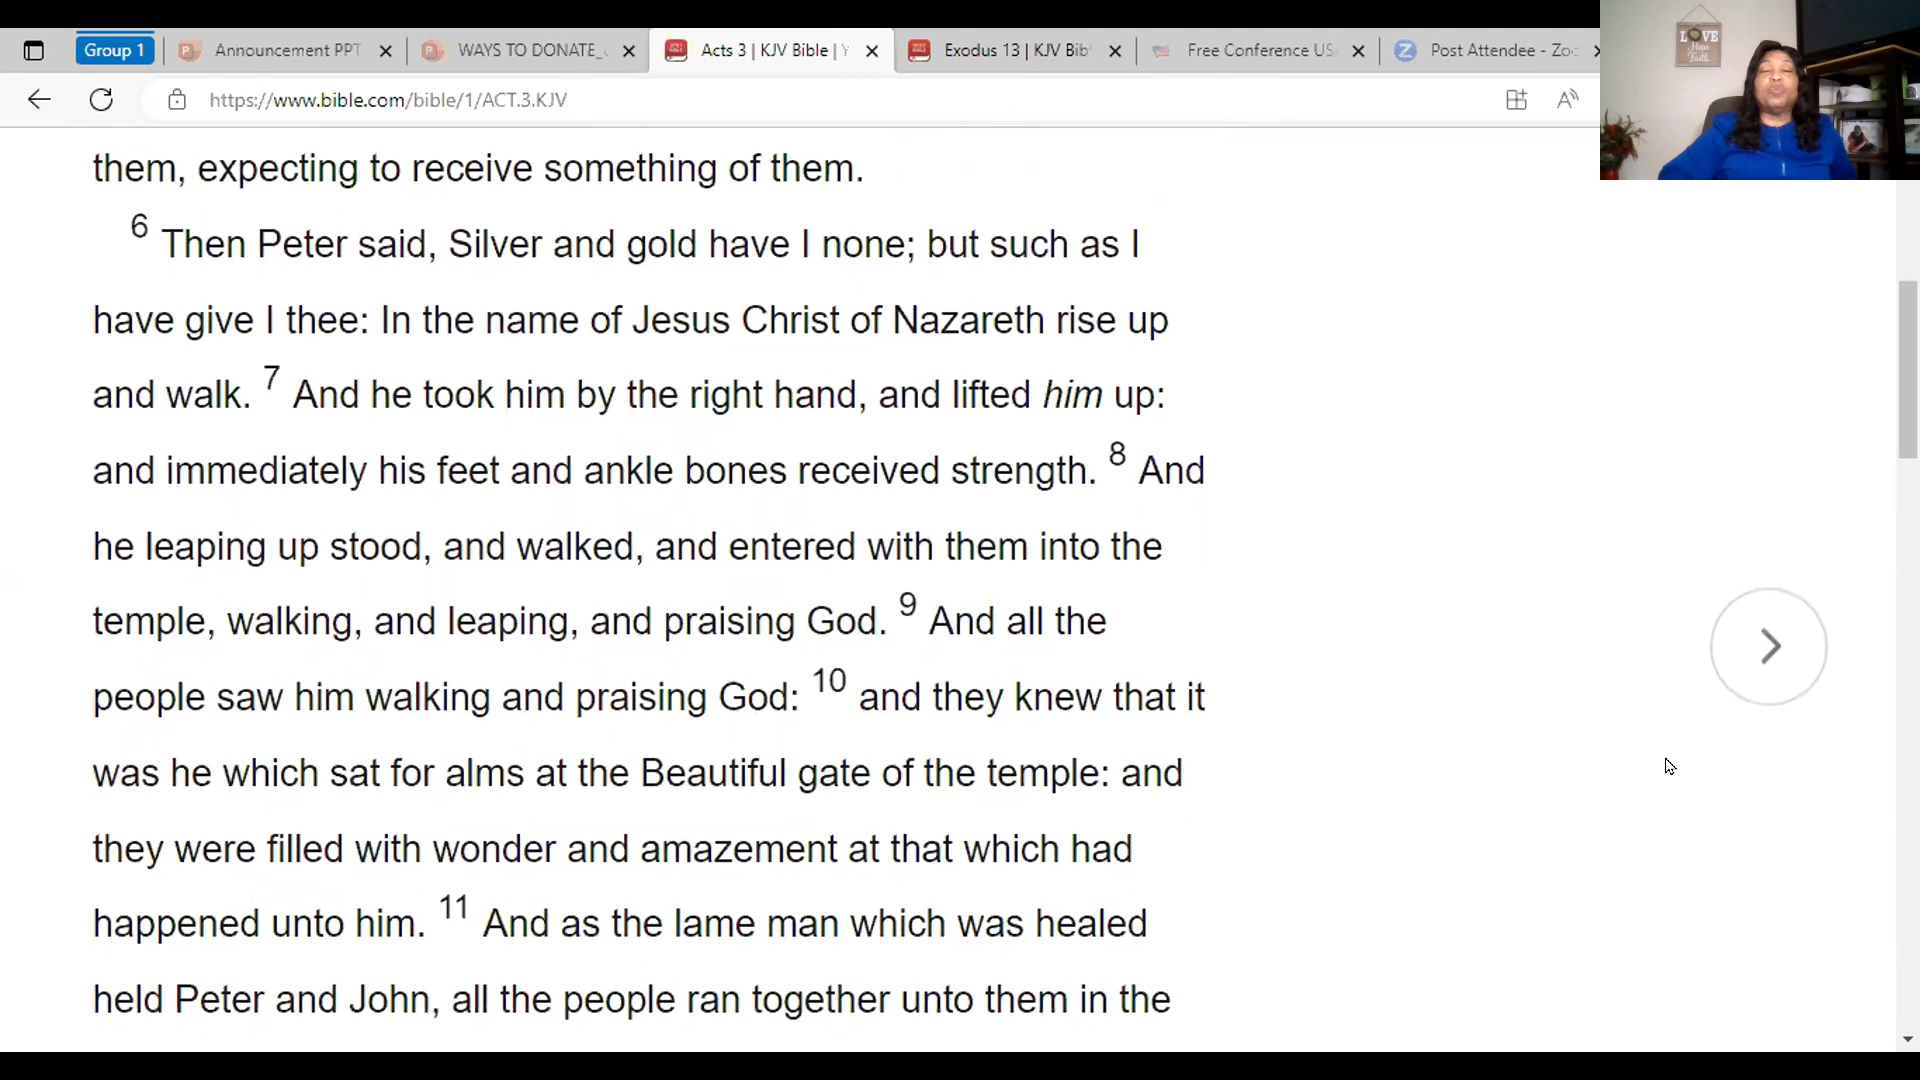 Group 1
Announcement PPT
WAYS TO DONATE_
Acts 3 | KJV Bible | Y
Exodus 13 | KJV Bib
Free Conference US
Post Attendee - Zo
https://www.bible.com/bible/1/ACT.3.KJV
LOVE
Hope
Faith
them, expecting to receive something of them.
6 Then Peter said, Silver and gold have I none; but such as I
have give I thee: In the name of Jesus Christ of Nazareth rise up
and walk. 7 And he took him by the right hand, and lifted him up:
and immediately his feet and ankle bones received strength. 8 And
he leaping up stood, and walked, and entered with them into the
temple, walking, and leaping, and praising God. 9 And all the
people saw him walking and praising God: 10 and they knew that it
was he which sat for alms at the Beautiful gate of the temple: and
they were filled with wonder and amazement at that which had
happened unto him. 11 And as the lame man which was healed
held Peter and John, all the people ran together unto them in the